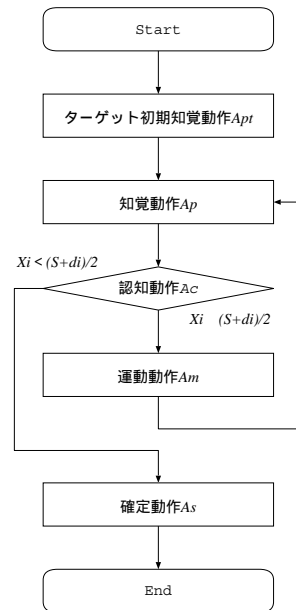 Start
ターゲット初期知覚動作Apt
知覚動作Ap
Xi < (S+di)/2
認知動作Ac
Xi (S+di)/2
運動動作Am
確定動作As
End